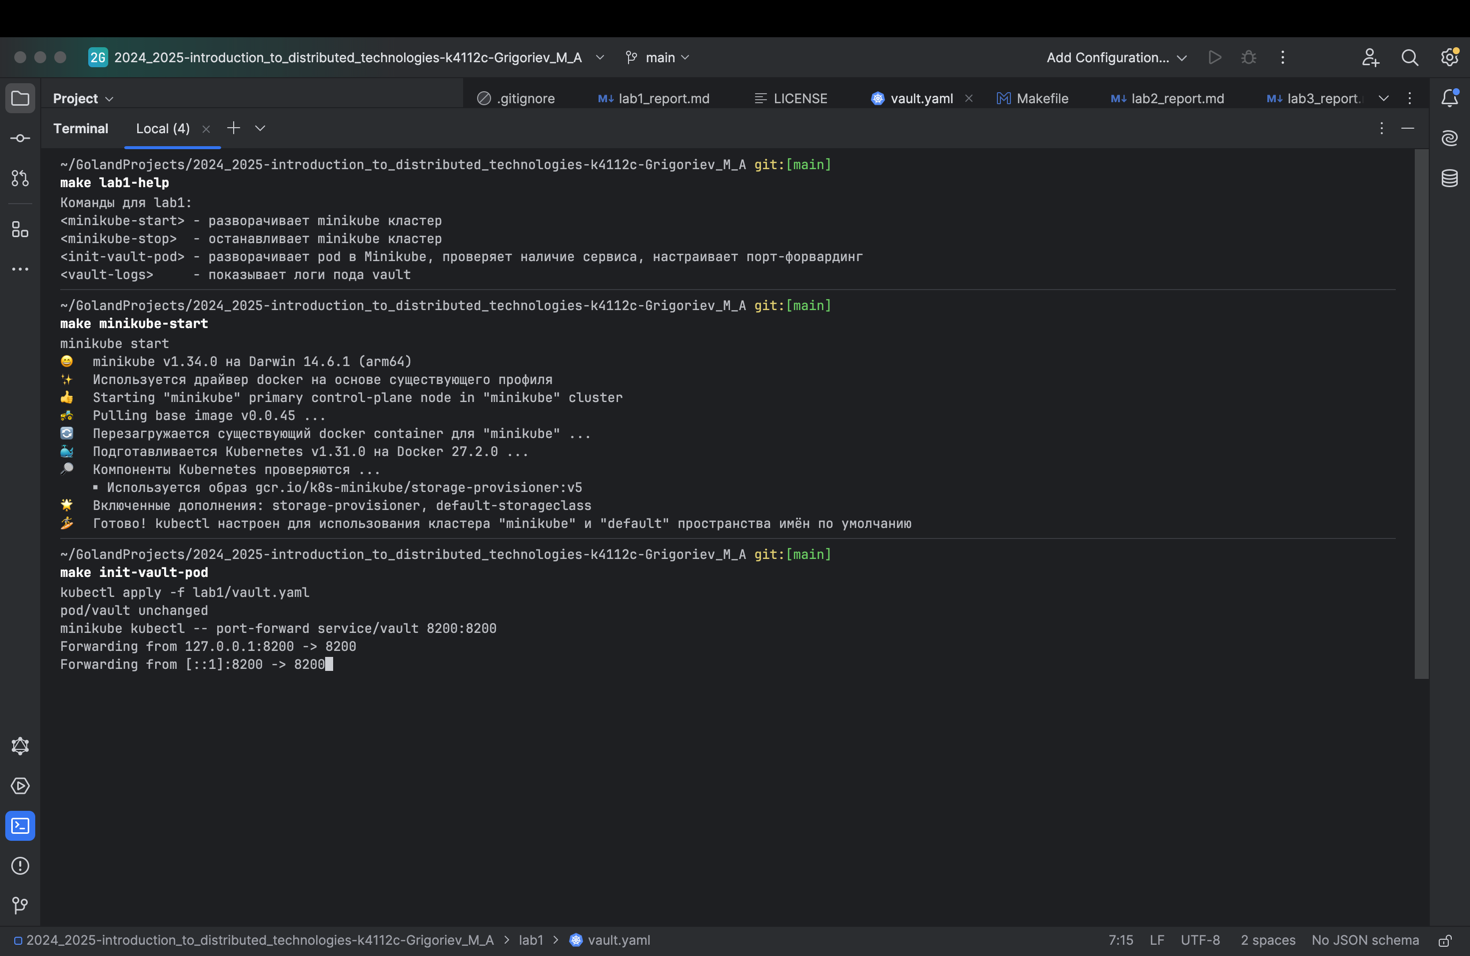 2G 2024_2025-introduction_to_distributed_technologies-k4112c-Grigoriev_M_A main Add Configuration...
Project .gitignore M↓ lab1_report.md LICENSE vault.yaml Makefile M↓ lab2_report.md M↓ lab3_report.
Terminal Local (4)
~/GolandProjects/2024_2025-introduction_to_distributed_technologies-k4112c-Grigoriev_M_A git:[main]
make lab1-help
Команды для lab1:
<minikube-start> - разворачивает minikube кластер
<minikube-stop> - останавливает minikube кластер
<init-vault-pod> - разворачивает pod в Minikube, проверяет наличие сервиса, настраивает порт-форвардинг
<vault-logs> - показывает логи пода vault
~/GolandProjects/2024_2025-introduction_to_distributed_technologies-k4112c-Grigoriev_M_A git:[main]
make minikube-start
minikube start
😄 minikube v1.34.0 на Darwin 14.6.1 (arm64)
✨ Используется драйвер docker на основе существующего профиля
👍 Starting "minikube" primary control-plane node in "minikube" cluster
🚜 Pulling base image v0.0.45 ...
🔄 Перезагружается существующий docker container для "minikube" ...
🐳 Подготавливается Kubernetes v1.31.0 на Docker 27.2.0 ...
🔎 Компоненты Kubernetes проверяются ...
▪ Используется образ gcr.io/k8s-minikube/storage-provisioner:v5
🌟 Включенные дополнения: storage-provisioner, default-storageclass
🏄 Готово! kubectl настроен для использования кластера "minikube" и "default" пространства имён по умолчанию
~/GolandProjects/2024_2025-introduction_to_distributed_technologies-k4112c-Grigoriev_M_A git:[main]
make init-vault-pod
kubectl apply -f lab1/vault.yaml
pod/vault unchanged
minikube kubectl -- port-forward service/vault 8200:8200
Forwarding from 127.0.0.1:8200 -> 8200
Forwarding from [::1]:8200 -> 8200
2024_2025-introduction_to_distributed_technologies-k4112c-Grigoriev_M_A > lab1 > vault.yaml 7:15 LF UTF-8 2 spaces No JSON schema